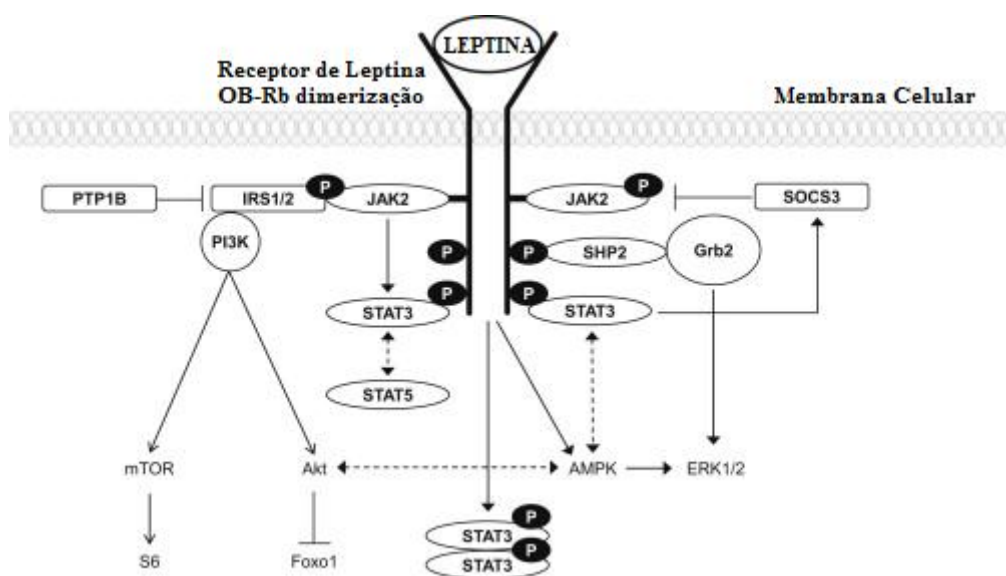 LEPTINA
Receptor de Leptina
OB-Rb dimerização
Membrana Celular
PTP1B
IRS1/2
P
JAK2
JAK2
P
SOCS3
PI3K
P
P
SHP2
Grb2
P
STAT3
P
STAT3
STAT5
mTOR
Akt
AMPK
ERK1/2
S6
Foxo1
P
STAT3
P
STAT3